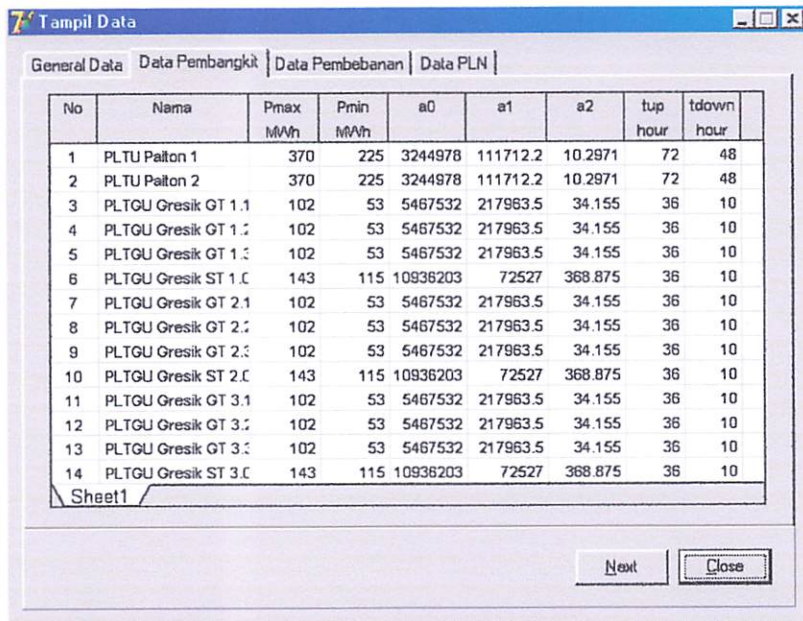 Tampil Data
General Data Data Pembangkit Data Pembebanan Data PLN
No Nama Pmax Pmin a0 a1 a2 tup tdown
MWh MWh hour hour
1 PLTU Paiton 1 370 225 3244978 111712.2 10.2971 72 48
2 PLTU Paiton 2 370 225 3244978 111712.2 10.2971 72 48
3 PLTGU Gresik GT 1.1 102 53 5467532 217963.5 34.155 36 10
4 PLTGU Gresik GT 1.2 102 53 5467532 217963.5 34.155 36 10
5 PLTGU Gresik GT 1.3 102 53 5467532 217963.5 34.155 36 10
6 PLTGU Gresik ST 1.0 143 115 10936203 72527 368.875 36 10
7 PLTGU Gresik GT 2.1 102 53 5467532 217963.5 34.155 36 10
8 PLTGU Gresik GT 2.2 102 53 5467532 217963.5 34.155 36 10
9 PLTGU Gresik GT 2.3 102 53 5467532 217963.5 34.155 36 10
10 PLTGU Gresik ST 2.0 143 115 10936203 72527 368.875 36 10
11 PLTGU Gresik GT 3.1 102 53 5467532 217963.5 34.155 36 10
12 PLTGU Gresik GT 3.2 102 53 5467532 217963.5 34.155 36 10
13 PLTGU Gresik GT 3.3 102 53 5467532 217963.5 34.155 36 10
14 PLTGU Gresik ST 3.0 143 115 10936203 72527 368.875 36 10
Sheet1
Next Close